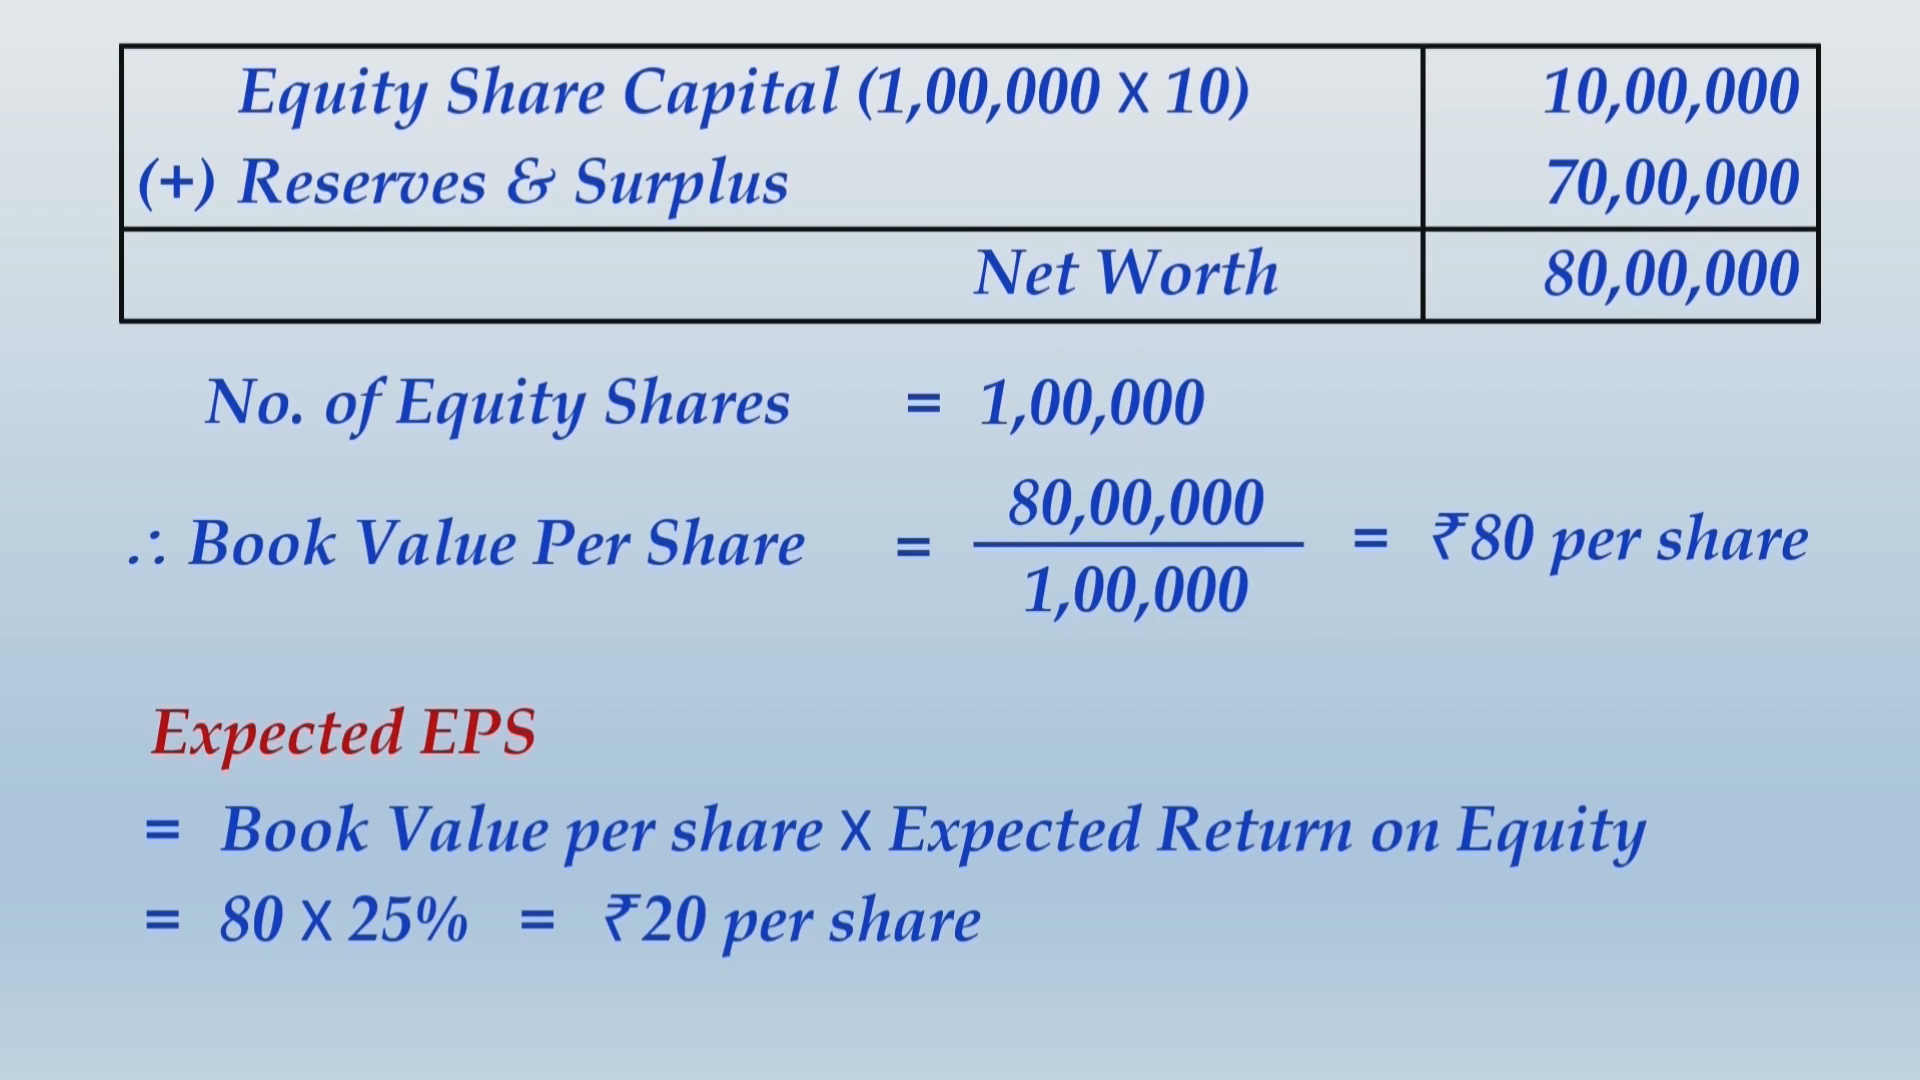 Equity Share Capital (1,00,000 X 10) 10,00,000
(+) Reserves & Surplus 70,00,000
Net Worth 80,00,000
No. of Equity Shares = 1,00,000
80,00,000
∴ Book Value Per Share = = ₹80 per share
1,00,000
Expected EPS
= Book Value per share X Expected Return on Equity
= 80 X 25% = ₹20 per share